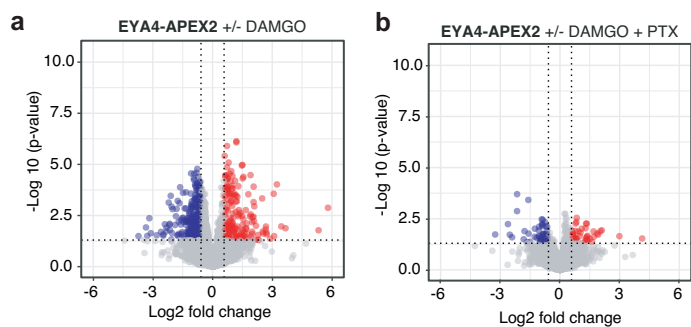 a
EYA4-APEX2 +/- DAMGO
-Log 10 (p-value)
10.0
7.5
5.0
2.5
0.0
-6 -3 0 3 6
Log2 fold change
b
EYA4-APEX2 +/- DAMGO + PTX
-Log 10 (p-value)
10.0
7.5
5.0
2.5
0.0
-6 -3 0 3 6
Log2 fold change